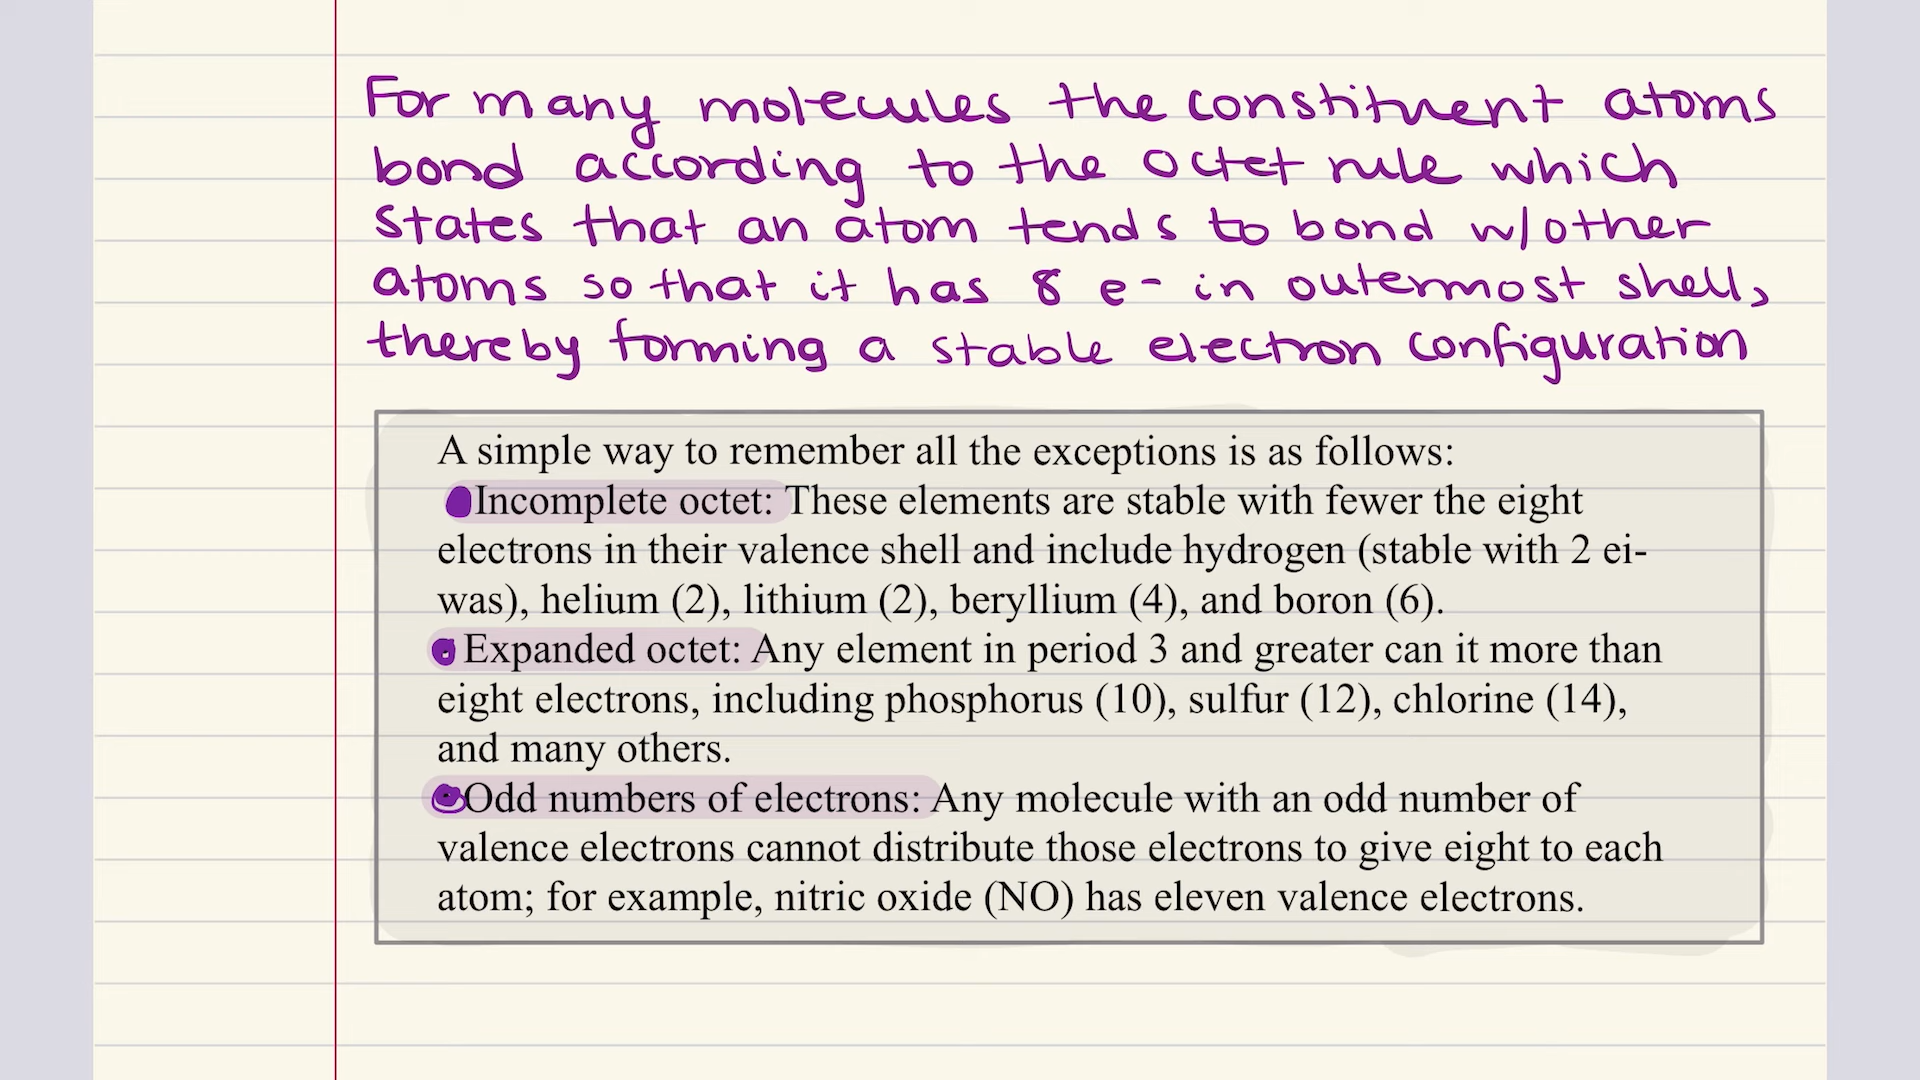 For many molecules the constituent atoms
bond according to the octet rule which
states that an atom tends to bond w/other
atoms so that it has 8 e- in outermost shell,
thereby forming a stable electron configuration
A simple way to remember all the exceptions is as follows:
Incomplete octet: These elements are stable with fewer the eight
electrons in their valence shell and include hydrogen (stable with 2 ei-
was), helium (2), lithium (2), beryllium (4), and boron (6).
Expanded octet: Any element in period 3 and greater can it more than
eight electrons, including phosphorus (10), sulfur (12), chlorine (14),
and many others.
Odd numbers of electrons: Any molecule with an odd number of
valence electrons cannot distribute those electrons to give eight to each
atom; for example, nitric oxide (NO) has eleven valence electrons.